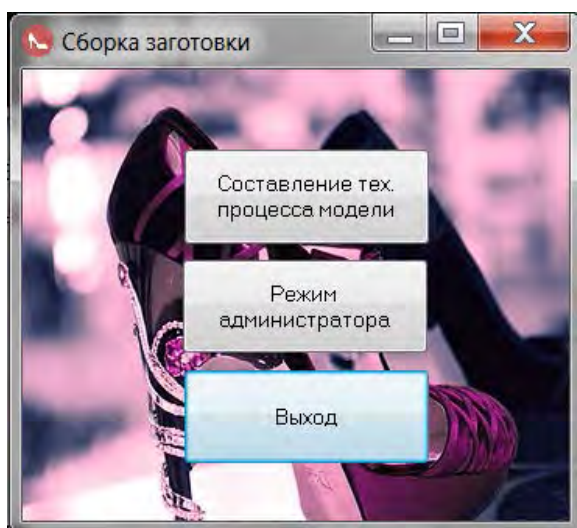 Сборка заготовки
Составление тех.
процесса модели
Режим
администратора
Выход